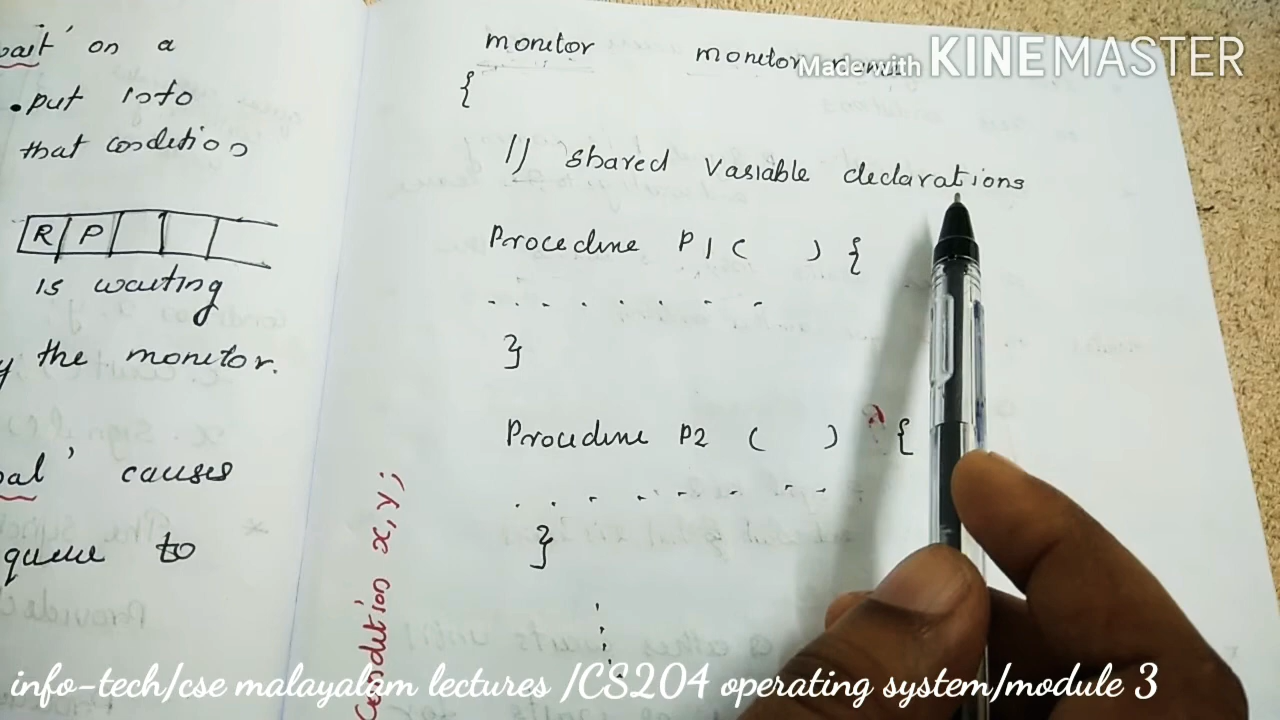 wait' on a
put into
that condition
R P
is waiting
the monitor.
causes
queue to
monitor monitor name
{
// shared variable declarations
Procedure P1 ( ) {
. . . . . . . .
}
Procedure P2 ( ) {
. . . . . . . .
}
Condition x, y;
Made with KINEMASTER
info-tech/cse malayalam lectures /CS204 operating system/module 3